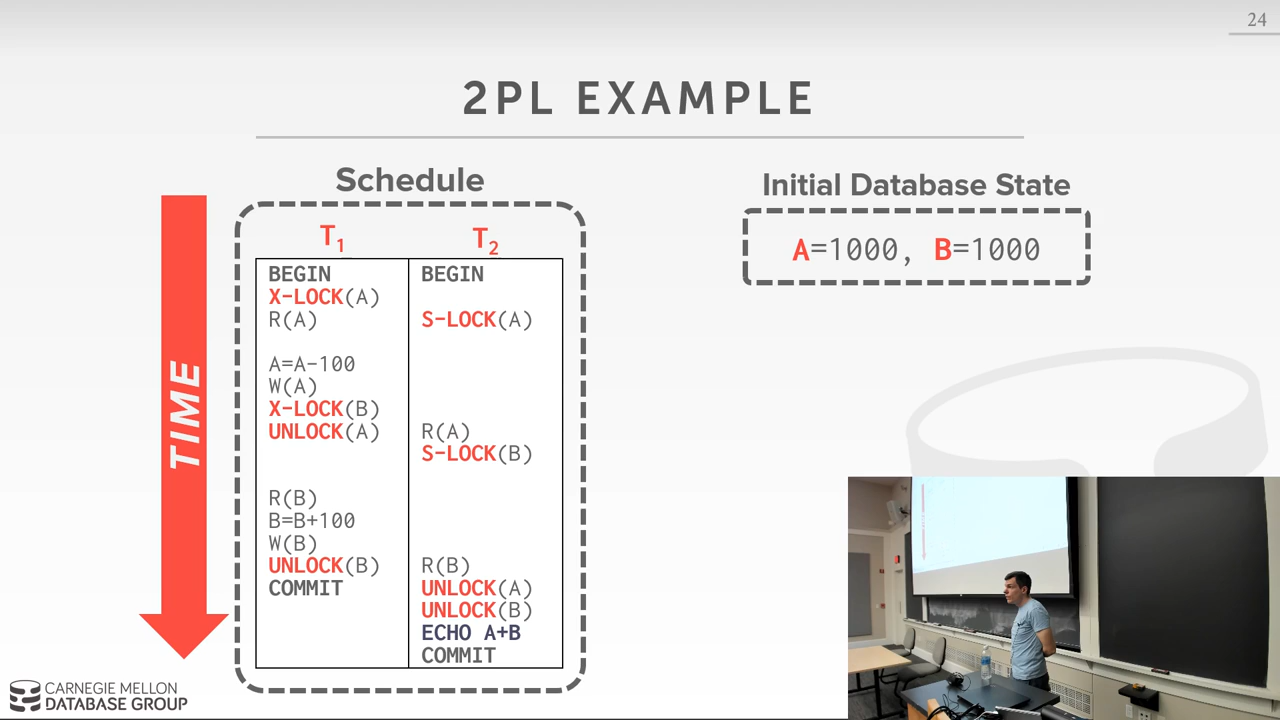 24
2PL EXAMPLE
Schedule
Initial Database State
A=1000, B=1000
TIME
T1 T2
BEGIN BEGIN
X-LOCK(A)
R(A) S-LOCK(A)
A=A-100
W(A)
X-LOCK(B)
UNLOCK(A) R(A)
S-LOCK(B)
R(B)
B=B+100
W(B)
UNLOCK(B) R(B)
COMMIT UNLOCK(A)
UNLOCK(B)
ECHO A+B
COMMIT
CARNEGIE MELLON
DATABASE GROUP